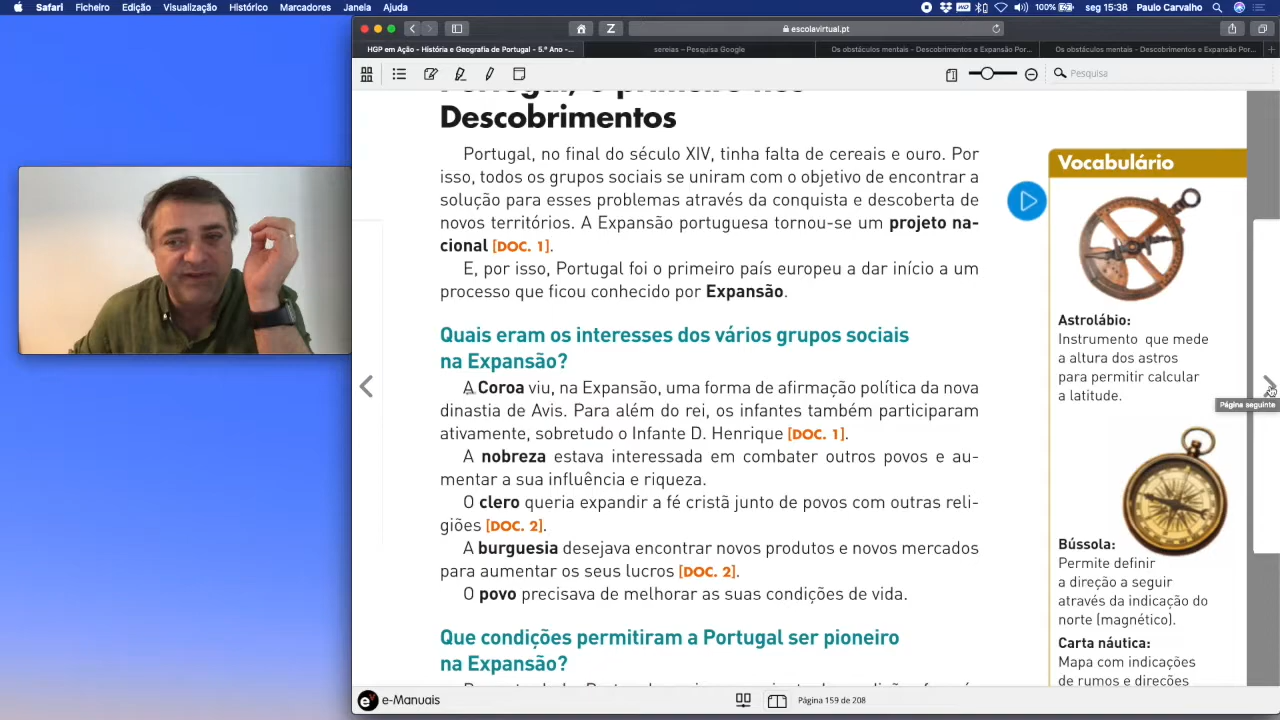 Safari Ficheiro Edição Visualização Histórico Marcadores Janela Ajuda
100% seg 15:38 Paulo Carvalho
escolavirtual.pt
HGP em Ação - História e Geografia de Portugal - 5.º Ano -...
sereias – Pesquisa Google
Os obstáculos mentais - Descobrimentos e Expansão Por...
Os obstáculos mentais - Descobrimentos e Expansão Por...
Pesquisa
Portugal, o primeiro nos
Descobrimentos
Portugal, no final do século XIV, tinha falta de cereais e ouro. Por
isso, todos os grupos sociais se uniram com o objetivo de encontrar a
solução para esses problemas através da conquista e descoberta de
novos territórios. A Expansão portuguesa tornou-se um projeto na-
cional [DOC. 1].
E, por isso, Portugal foi o primeiro país europeu a dar início a um
processo que ficou conhecido por Expansão.
Quais eram os interesses dos vários grupos sociais
na Expansão?
A Coroa viu, na Expansão, uma forma de afirmação política da nova
dinastia de Avis. Para além do rei, os infantes também participaram
ativamente, sobretudo o Infante D. Henrique [DOC. 1].
A nobreza estava interessada em combater outros povos e au-
mentar a sua influência e riqueza.
O clero queria expandir a fé cristã junto de povos com outras reli-
giões [DOC. 2].
A burguesia desejava encontrar novos produtos e novos mercados
para aumentar os seus lucros [DOC. 2].
O povo precisava de melhorar as suas condições de vida.
Que condições permitiram a Portugal ser pioneiro
na Expansão?
Vocabulário
Astrolábio:
Instrumento que mede
a altura dos astros
para permitir calcular
a latitude.
Página seguinte
Bússola:
Permite definir
a direção a seguir
através da indicação do
norte (magnético).
Carta náutica:
Mapa com indicações
de rumos e direções
e-Manuais
Página 159 de 208